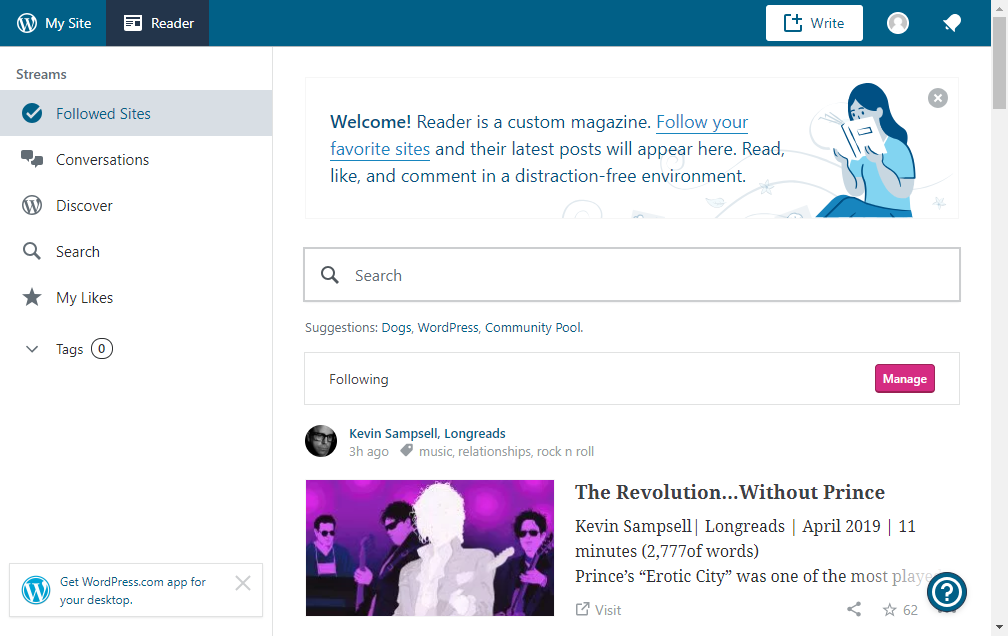 My Site
Reader
Write
Streams
Followed Sites
Conversations
Discover
Search
My Likes
Tags 0
Get WordPress.com app for
your desktop.
Welcome! Reader is a custom magazine. Follow your
favorite sites and their latest posts will appear here. Read,
like, and comment in a distraction-free environment.
Search
Suggestions: Dogs, WordPress, Community Pool.
Following
Manage
Kevin Sampsell, Longreads
3h ago music, relationships, rock n roll
The Revolution...Without Prince
Kevin Sampsell| Longreads | April 2019 | 11
minutes (2,777of words)
Prince’s “Erotic City” was one of the most playe
Visit
62